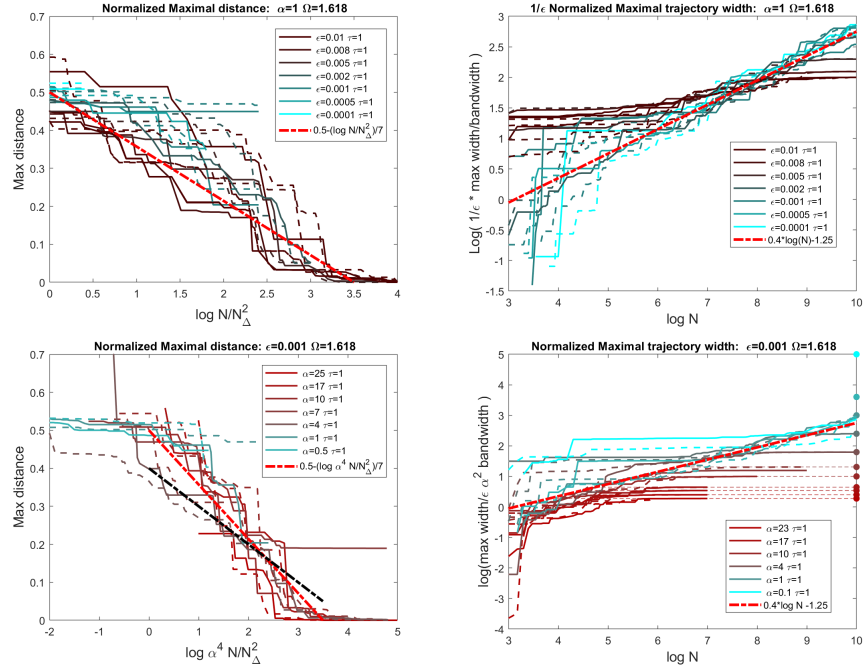 Normalized Maximal distance: α=1 Ω=1.618
0.7
0.6
0.5
0.4
0.3
0.2
0.1
0
Max distance
0 0.5 1 1.5 2 2.5 3 3.5 4
log N/N²_Δ
ϵ=0.01 τ=1
ϵ=0.008 τ=1
ϵ=0.005 τ=1
ϵ=0.002 τ=1
ϵ=0.001 τ=1
ϵ=0.0005 τ=1
ϵ=0.0001 τ=1
0.5-(log N/N²_Δ)/7
1/ϵ Normalized Maximal trajectory width: α=1 Ω=1.618
3
2.5
2
1.5
1
0.5
0
-0.5
-1
-1.5
Log( 1/ϵ * max width/bandwidth)
3 4 5 6 7 8 9 10
log N
ϵ=0.01 τ=1
ϵ=0.008 τ=1
ϵ=0.005 τ=1
ϵ=0.002 τ=1
ϵ=0.001 τ=1
ϵ=0.0005 τ=1
ϵ=0.0001 τ=1
0.4*log(N)-1.25
Normalized Maximal distance: ϵ=0.001 Ω=1.618
0.7
0.6
0.5
0.4
0.3
0.2
0.1
0
Max distance
-2 -1 0 1 2 3 4 5
log α⁴ N/N²_Δ
α=25 τ=1
α=17 τ=1
α=10 τ=1
α=7 τ=1
α=4 τ=1
α=1 τ=1
α=0.5 τ=1
0.5-(log α⁴ N/N²_Δ)/7
Normalized Maximal trajectory width: ϵ=0.001 Ω=1.618
5
4
3
2
1
0
-1
-2
-3
-4
log(max width/ϵ α² bandwidth )
3 4 5 6 7 8 9 10
log N
α=23 τ=1
α=17 τ=1
α=10 τ=1
α=4 τ=1
α=1 τ=1
α=0.1 τ=1
0.4*log N -1.25